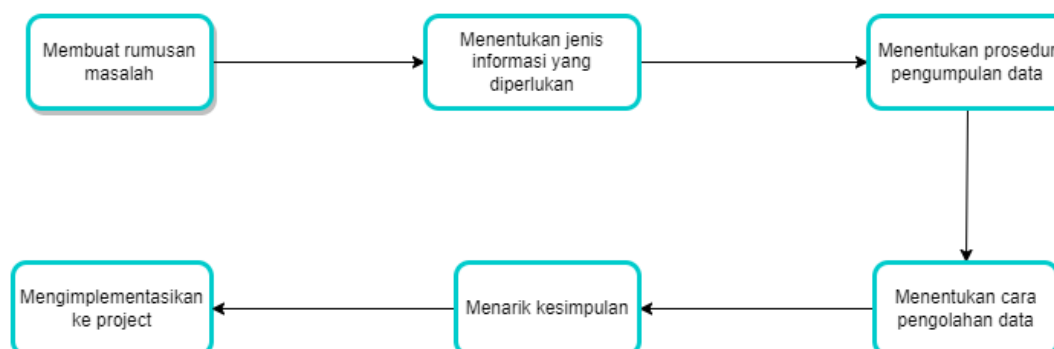 Membuat rumusan
masalah
Menentukan jenis
informasi yang
diperlukan
Menentukan prosedur
pengumpulan data
Menentukan cara
pengolahan data
Menarik kesimpulan
Mengimplementasikan
ke project